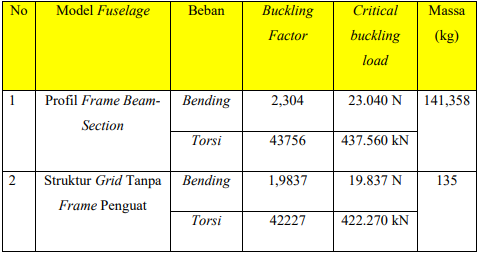 No Model Fuselage Beban Buckling Critical Massa
Factor buckling (kg)
load
1 Profil Frame Beam- Bending 2,304 23.040 N 141,358
Section
Torsi 43756 437.560 kN
2 Struktur Grid Tanpa Bending 1,9837 19.837 N 135
Frame Penguat
Torsi 42227 422.270 kN